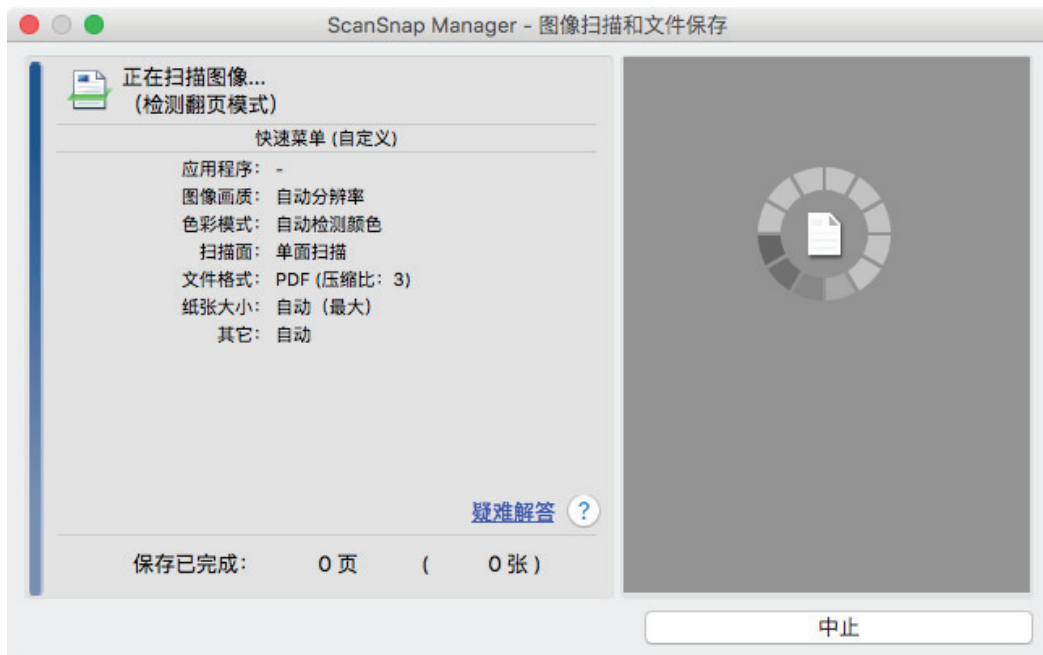 ScanSnap Manager - 图像扫描和文件保存
正在扫描图像...
（检测翻页模式）
快速菜单 (自定义)
应用程序： -
图像画质： 自动分辨率
色彩模式： 自动检测颜色
扫描面： 单面扫描
文件格式： PDF (压缩比：3)
纸张大小： 自动（最大）
其它： 自动
疑难解答 ?
保存已完成： 0 页 ( 0 张 )
中止